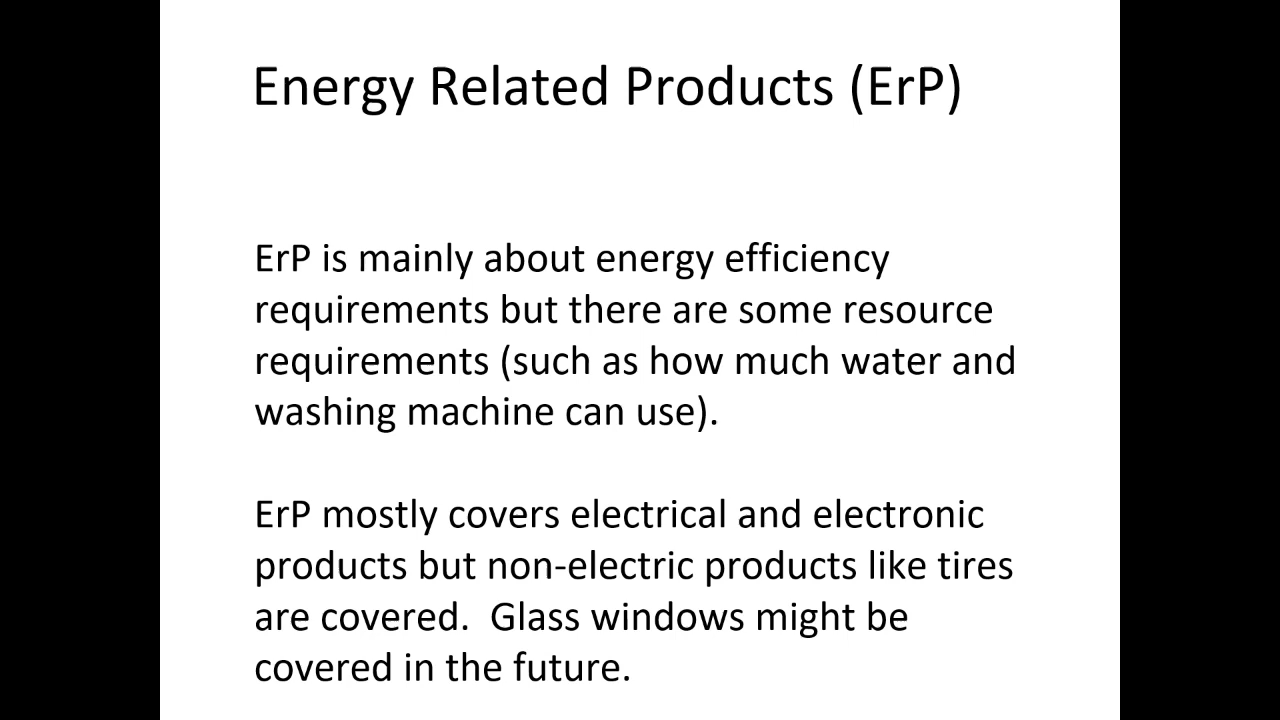 Energy Related Products (ErP)
ErP is mainly about energy efficiency
requirements but there are some resource
requirements (such as how much water and
washing machine can use).
ErP mostly covers electrical and electronic
products but non-electric products like tires
are covered.  Glass windows might be
covered in the future.